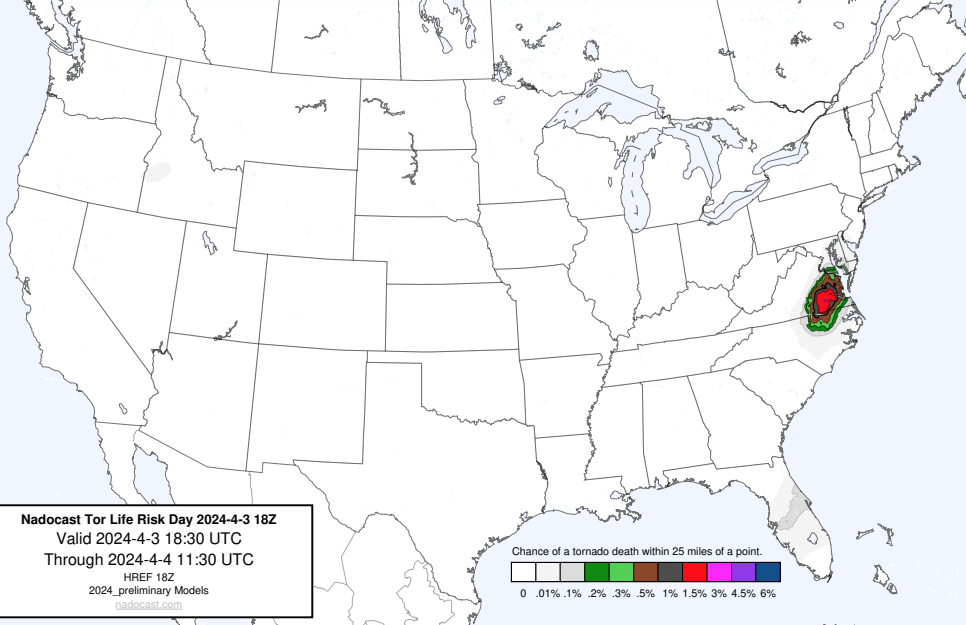 Nadocast Tor Life Risk Day 2024-4-3 18Z
Valid 2024-4-3 18:30 UTC
Through 2024-4-4 11:30 UTC
HREF 18Z
2024_preliminary Models
nadocast.com
Chance of a tornado death within 25 miles of a point.
0 .01% .1% .2% .3% .5% 1% 1.5% 3% 4.5% 6%